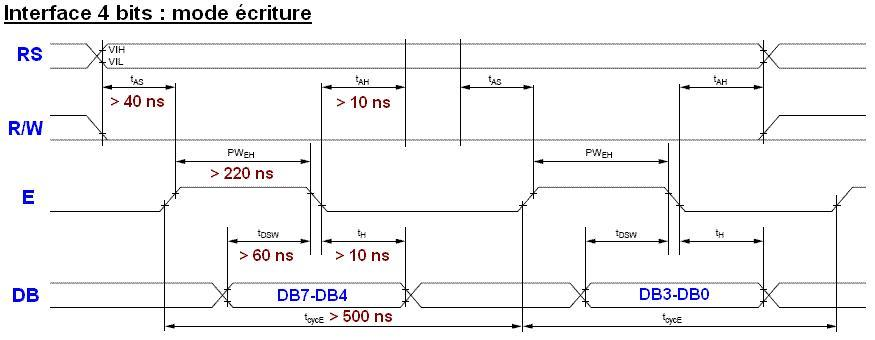 Interface 4 bits : mode écriture
RS
VIH
VIL
tAS
tAH
tAS
tAH
> 40 ns
> 10 ns
R/W
PWEH
PWEH
> 220 ns
E
tDSW
tH
tDSW
tH
> 60 ns
> 10 ns
DB
DB7-DB4
DB3-DB0
tcycE > 500 ns
tcycE